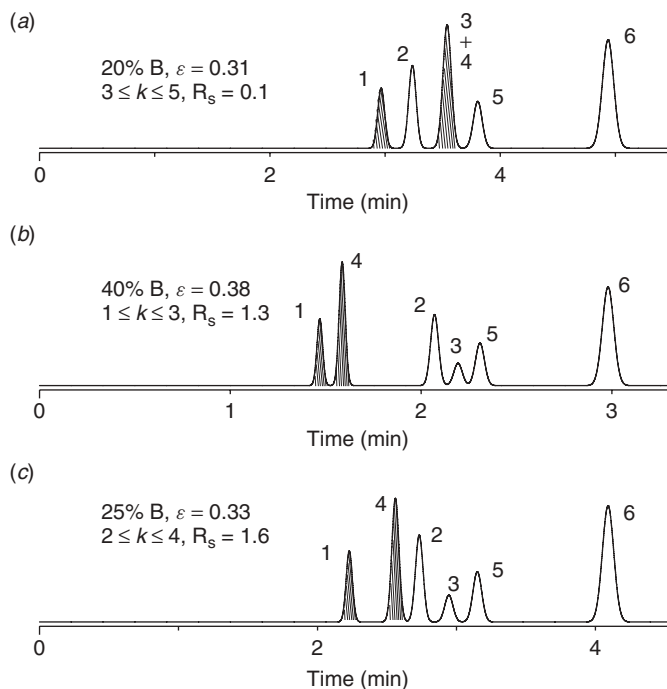 (a)
20% B, ε = 0.31
3 ≤ k ≤ 5, Rs = 0.1
1
2
3
+
4
5
6
0
2
4
Time (min)
(b)
40% B, ε = 0.38
1 ≤ k ≤ 3, Rs = 1.3
1
4
2
3
5
6
0
1
2
3
Time (min)
(c)
25% B, ε = 0.33
2 ≤ k ≤ 4, Rs = 1.6
1
4
2
3
5
6
0
2
4
Time (min)